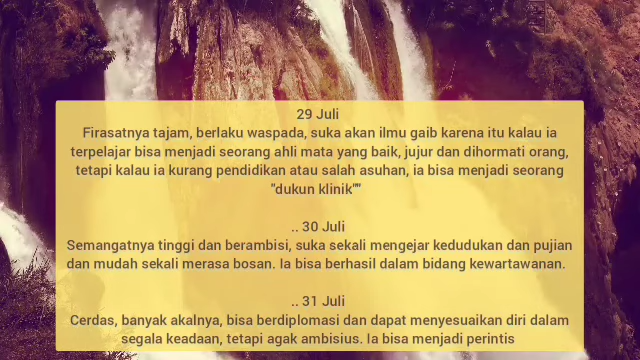 29 Juli
Firasatnya tajam, berlaku waspada, suka akan ilmu gaib karena itu kalau ia
terpelajar bisa menjadi seorang ahli mata yang baik, jujur dan dihormati orang,
tetapi kalau ia kurang pendidikan atau salah asuhan, ia bisa menjadi seorang
"dukun klinik""
.. 30 Juli
Semangatnya tinggi dan berambisi, suka sekali mengejar kedudukan dan pujian
dan mudah sekali merasa bosan. Ia bisa berhasil dalam bidang kewartawanan.
.. 31 Juli
Cerdas, banyak akalnya, bisa berdiplomasi dan dapat menyesuaikan diri dalam
segala keadaan, tetapi agak ambisius. Ia bisa menjadi perintis